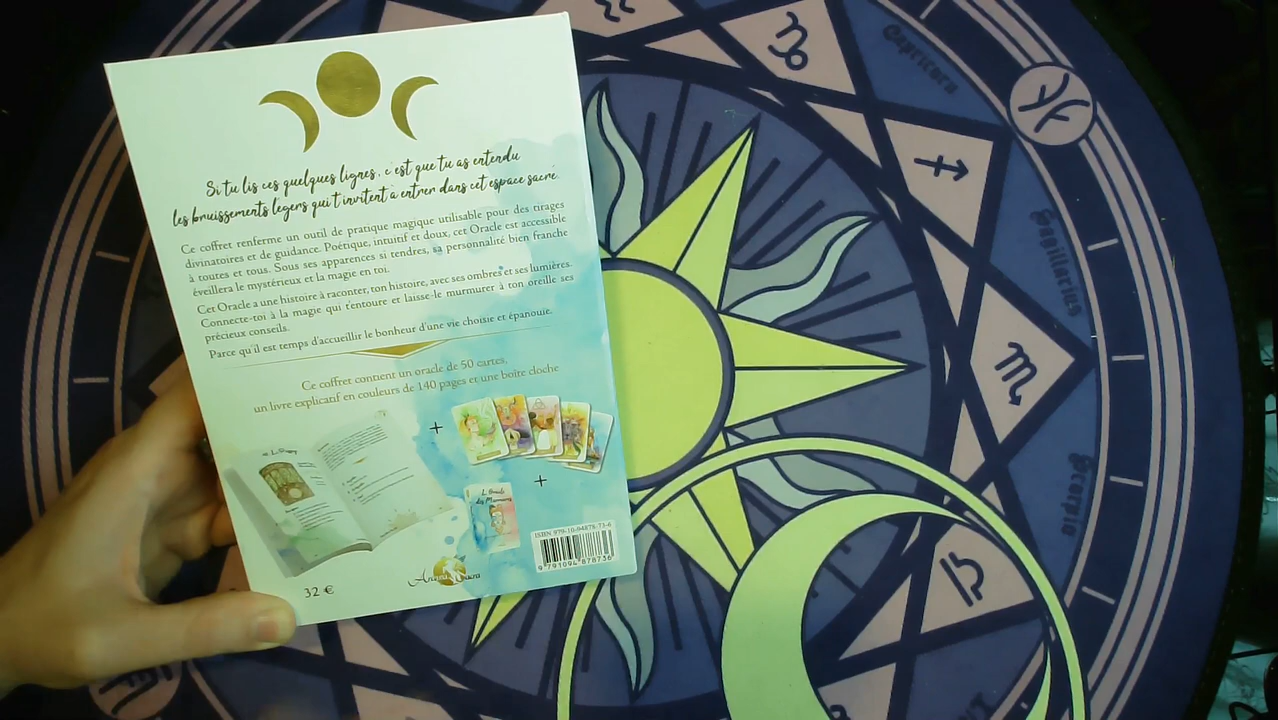 Si tu lis ces quelques lignes, c'est que tu as entendu
les bruissements légers qui t'invitent à entrer dans cet espace sacré.
Ce coffret renferme un outil de pratique magique utilisable pour des tirages
divinatoires et de guidance. Poétique, intuitif et doux, cet Oracle est accessible
à toutes et tous. Sous ses apparences si tendres, sa personnalité bien franche
éveillera le mystérieux et la magie en toi.
Cet Oracle a une histoire à raconter, ton histoire, avec ses ombres et ses lumières.
Connecte-toi à la magie qui t'entoure et laisse-le murmurer à ton oreille ses
précieux conseils.
Parce qu'il est temps d'accueillir le bonheur d'une vie choisie et épanouie.
Ce coffret contient un oracle de 50 cartes,
un livre explicatif en couleurs de 140 pages et une boîte cloche
+
+
L'Oracle
des Murmures
ISBN 979-10-94878-73-6
9 791094 878736
32 €
Capricorn
Sagittarius
Scorpio